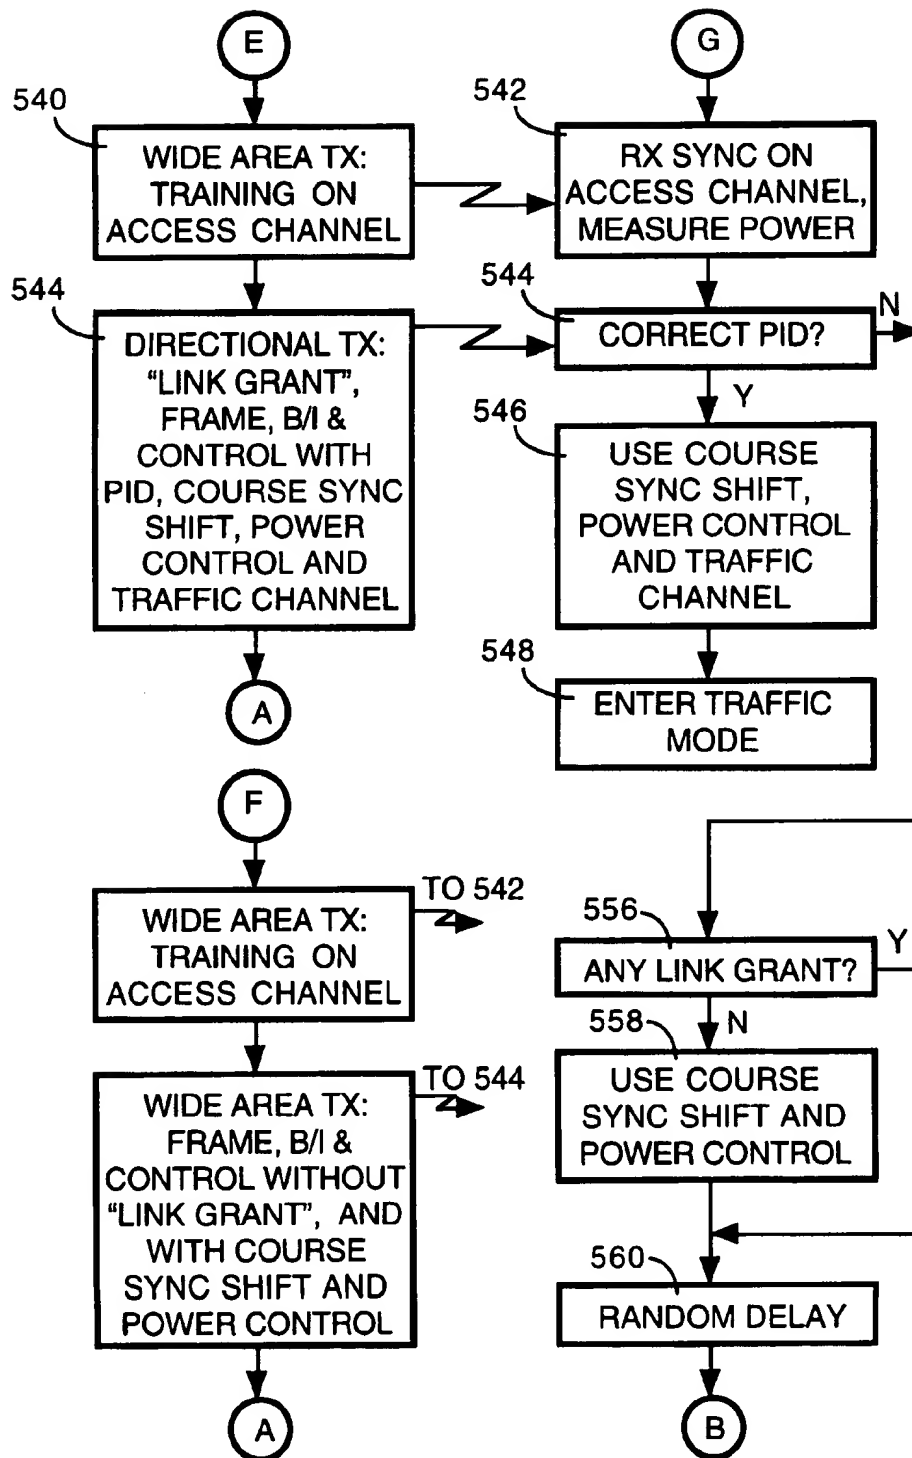 E
540
WIDE AREA TX:
TRAINING ON
ACCESS CHANNEL
544
DIRECTIONAL TX:
“LINK GRANT”,
FRAME, B/I &
CONTROL WITH
PID, COURSE SYNC
SHIFT, POWER
CONTROL AND
TRAFFIC CHANNEL
A
G
542
RX SYNC ON
ACCESS CHANNEL,
MEASURE POWER
544
CORRECT PID?
N
Y
546
USE COURSE
SYNC SHIFT,
POWER CONTROL
AND TRAFFIC
CHANNEL
548
ENTER TRAFFIC
MODE
F
WIDE AREA TX:
TRAINING ON
ACCESS CHANNEL
TO 542
WIDE AREA TX:
FRAME, B/I &
CONTROL WITHOUT
“LINK GRANT”, AND
WITH COURSE
SYNC SHIFT AND
POWER CONTROL
TO 544
A
556
ANY LINK GRANT?
Y
N
558
USE COURSE
SYNC SHIFT AND
POWER CONTROL
560
RANDOM DELAY
B